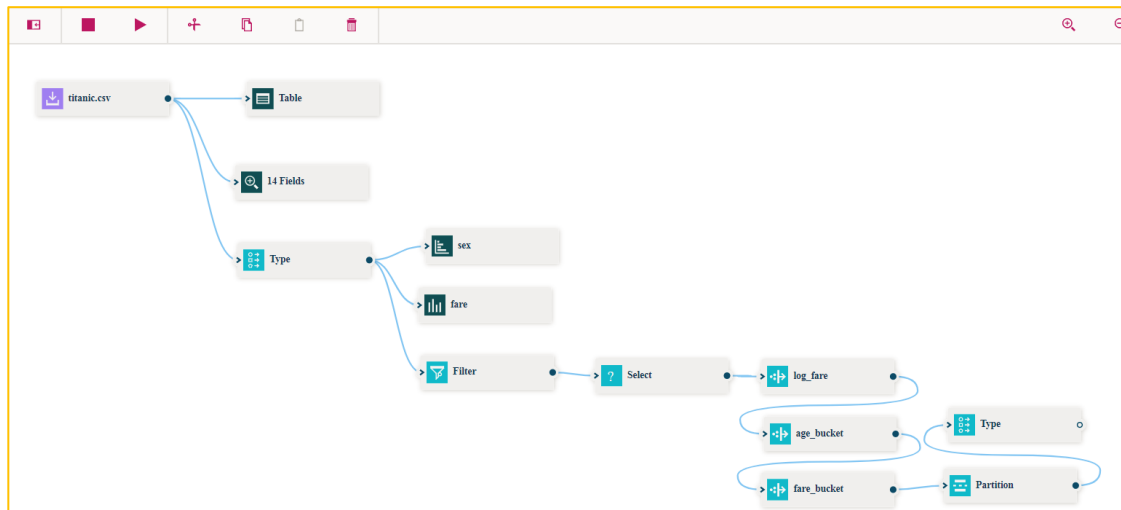 titanic.csv
Table
14 Fields
Type
sex
fare
Filter
? Select
log_fare
age_bucket
Type
fare_bucket
Partition